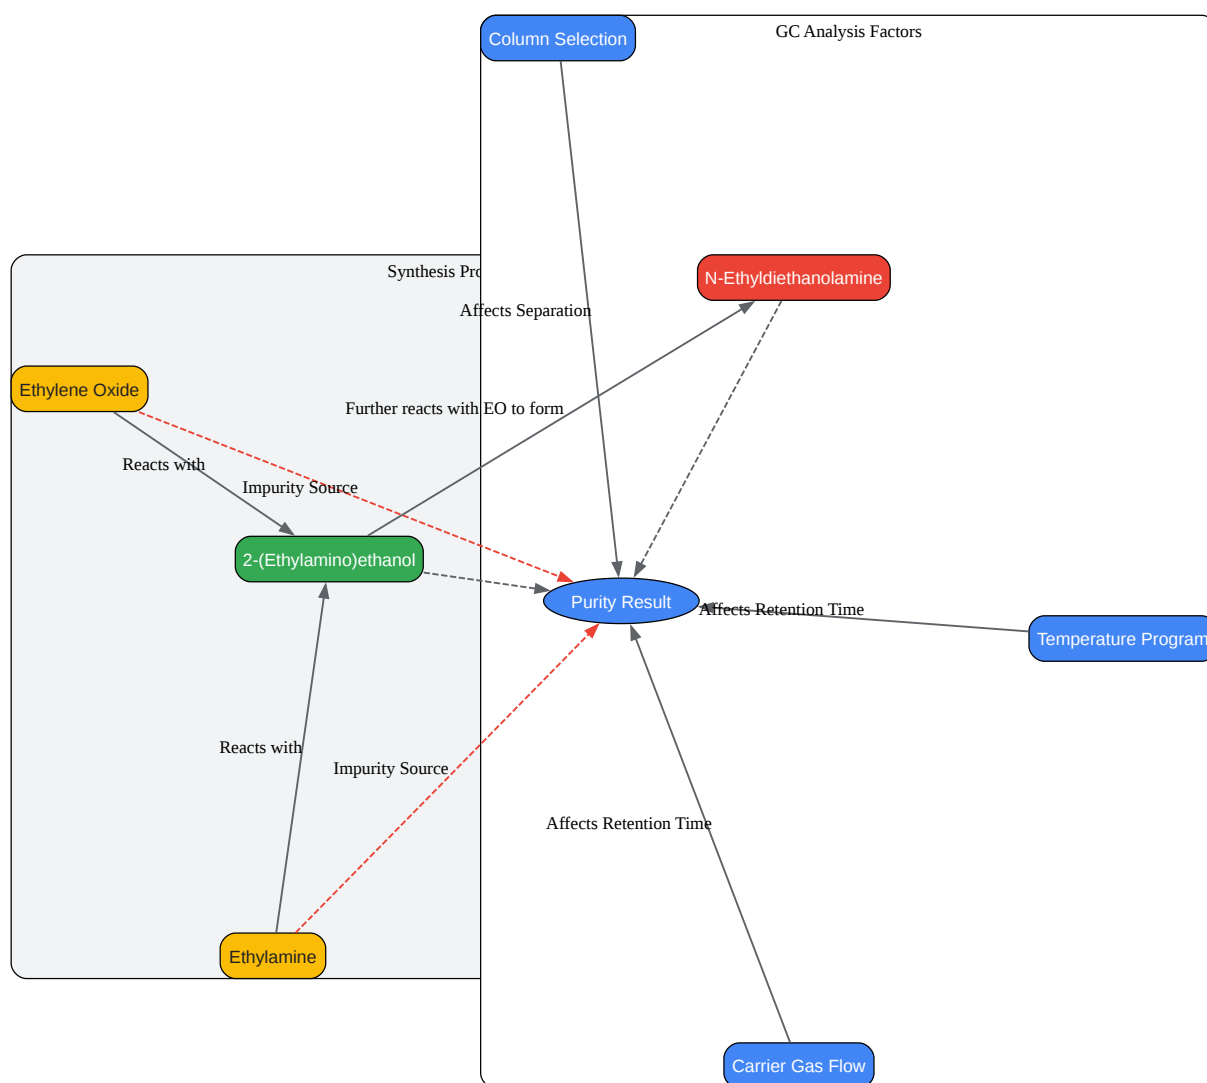 Column Selection
GC Analysis Factors
Synthesis Pro
N-Ethyldiethanolamine
Affects Separation
Ethylene Oxide
Further reacts with EO to form
Reacts with
Impurity Source
2-(Ethylamino)ethanol
Purity Result
Affects Retention Time
Temperature Program
Reacts with
Impurity Source
Affects Retention Time
Ethylamine
Carrier Gas Flow